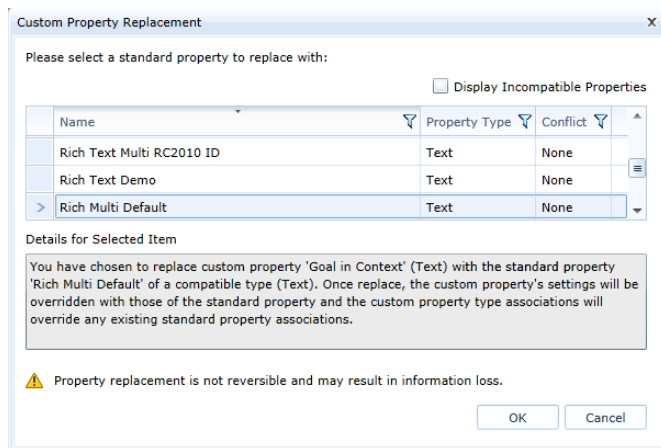 Custom Property Replacement X
Please select a standard property to replace with:
Display Incompatible Properties
Name Property Type Conflict
Rich Text Multi RC2010 ID Text None
Rich Text Demo Text None
> Rich Multi Default Text None
Details for Selected Item
You have chosen to replace custom property 'Goal in Context' (Text) with the standard property
'Rich Multi Default' of a compatible type (Text). Once replace, the custom property's settings will be
overridden with those of the standard property and the custom property type associations will
override any existing standard property associations.
Property replacement is not reversible and may result in information loss.
OK Cancel